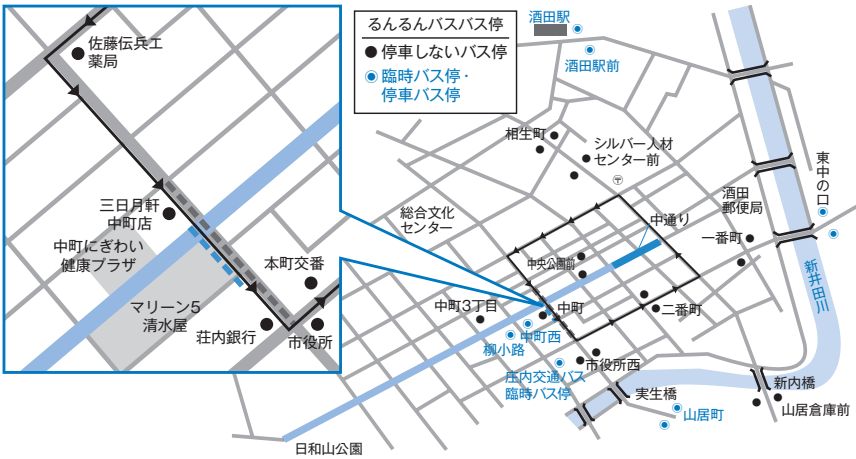 佐藤伝兵エ
薬局
三日月軒
中町店
中町にぎわい
健康プラザ
本町交番
マリーン5
清水屋
荘内銀行
市役所
るんるんバスバス停
●停車しないバス停
◉臨時バス停・
停車バス停
酒田駅
酒田駅前
相生町
シルバー人材
センター前
〒
酒田
郵便局
東中の口
総合文化
センター
中通り
一番町
中央公園前
新井田川
中町3丁目
中町
二番町
中町西
柳小路
市役所西
庄内交通バス
臨時バス停
実生橋
新内橋
山居町
山居倉庫前
日和山公園